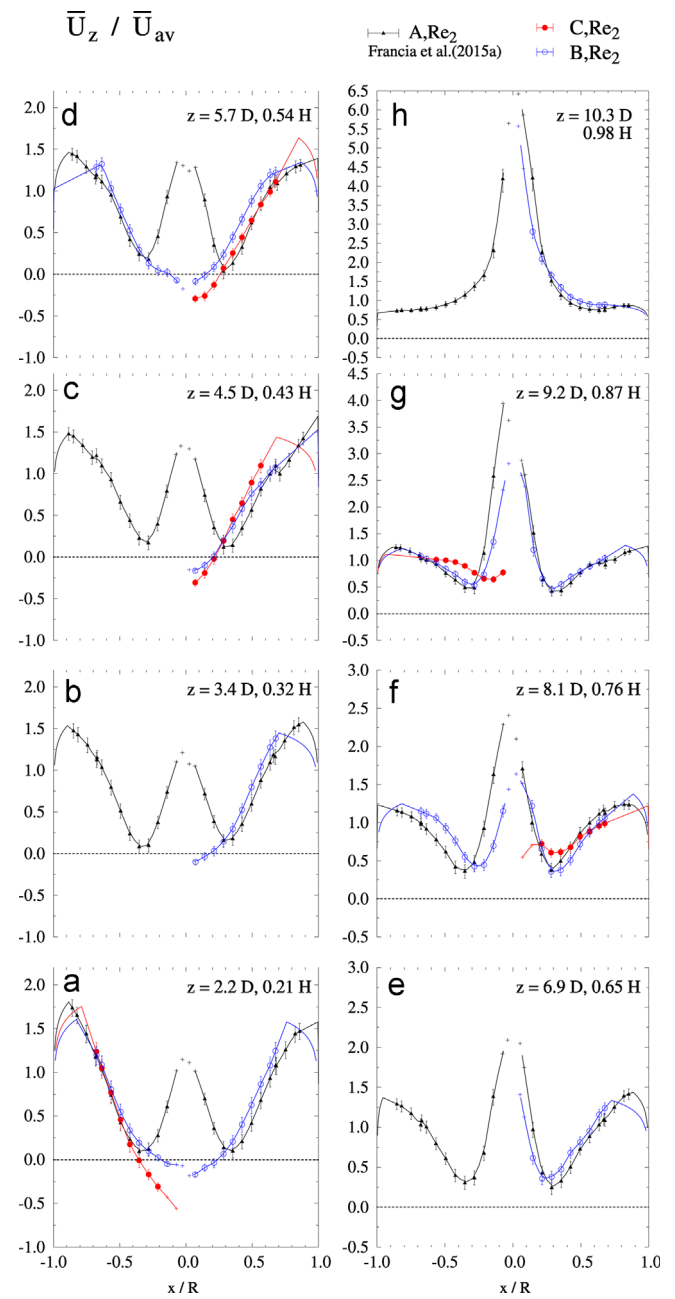 U̅z / U̅av
A,Re2
Francia et al.(2015a)
C,Re2
B,Re2
d
z = 5.7 D, 0.54 H
2.0
1.5
1.0
0.5
0.0
-0.5
-1.0
h
z = 10.3 D
0.98 H
6.5
6.0
5.5
5.0
4.5
4.0
3.5
3.0
2.5
2.0
1.5
1.0
0.5
0.0
-0.5
c
z = 4.5 D, 0.43 H
2.0
1.5
1.0
0.5
0.0
-0.5
-1.0
g
z = 9.2 D, 0.87 H
4.5
4.0
3.5
3.0
2.5
2.0
1.5
1.0
0.5
0.0
-0.5
b
z = 3.4 D, 0.32 H
2.0
1.5
1.0
0.5
0.0
-0.5
-1.0
f
z = 8.1 D, 0.76 H
3.0
2.5
2.0
1.5
1.0
0.5
0.0
-0.5
a
z = 2.2 D, 0.21 H
2.0
1.5
1.0
0.5
0.0
-0.5
-1.0
-1.0 -0.5 0.0 0.5 1.0
x / R
e
z = 6.9 D, 0.65 H
3.0
2.5
2.0
1.5
1.0
0.5
0.0
-0.5
-1.0 -0.5 0.0 0.5 1.0
x / R